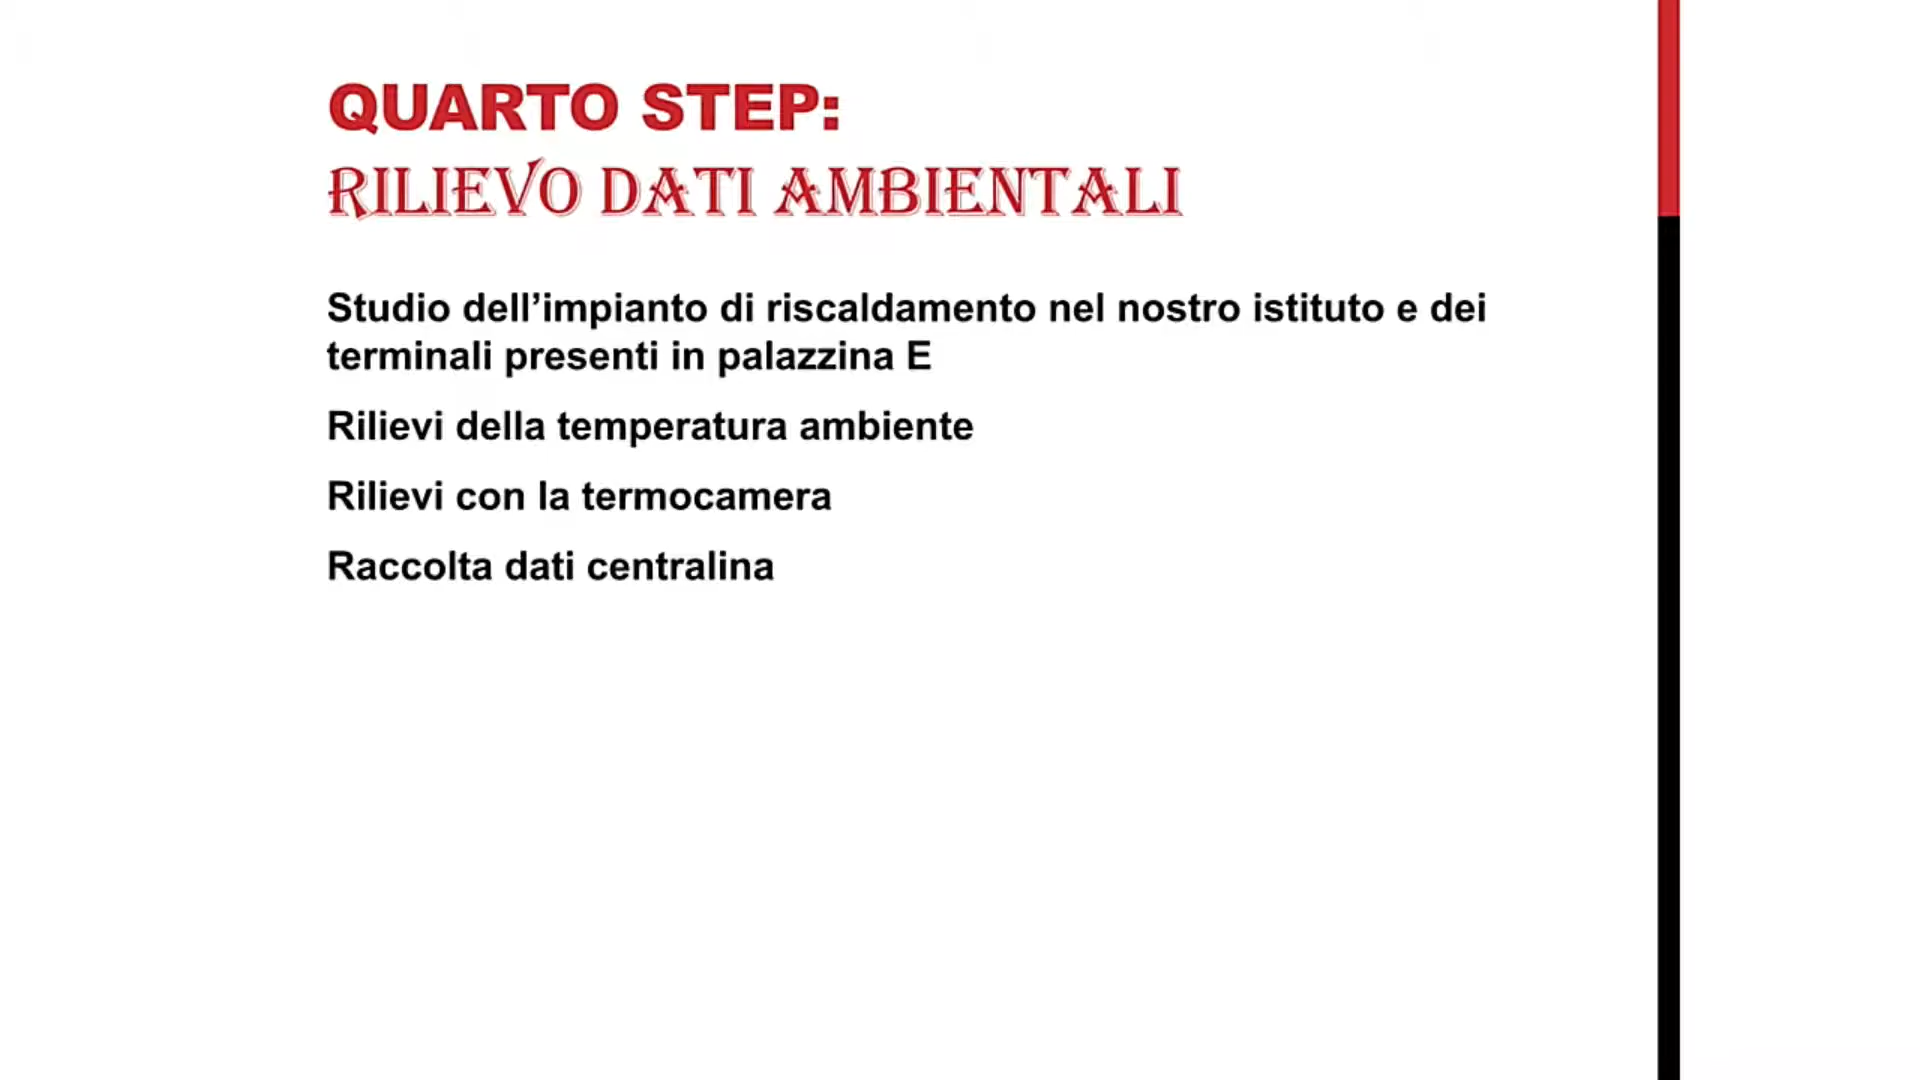 QUARTO STEP:
RILIEVO DATI AMBIENTALI
Studio dell’impianto di riscaldamento nel nostro istituto e dei
terminali presenti in palazzina E
Rilievi della temperatura ambiente
Rilievi con la termocamera
Raccolta dati centralina